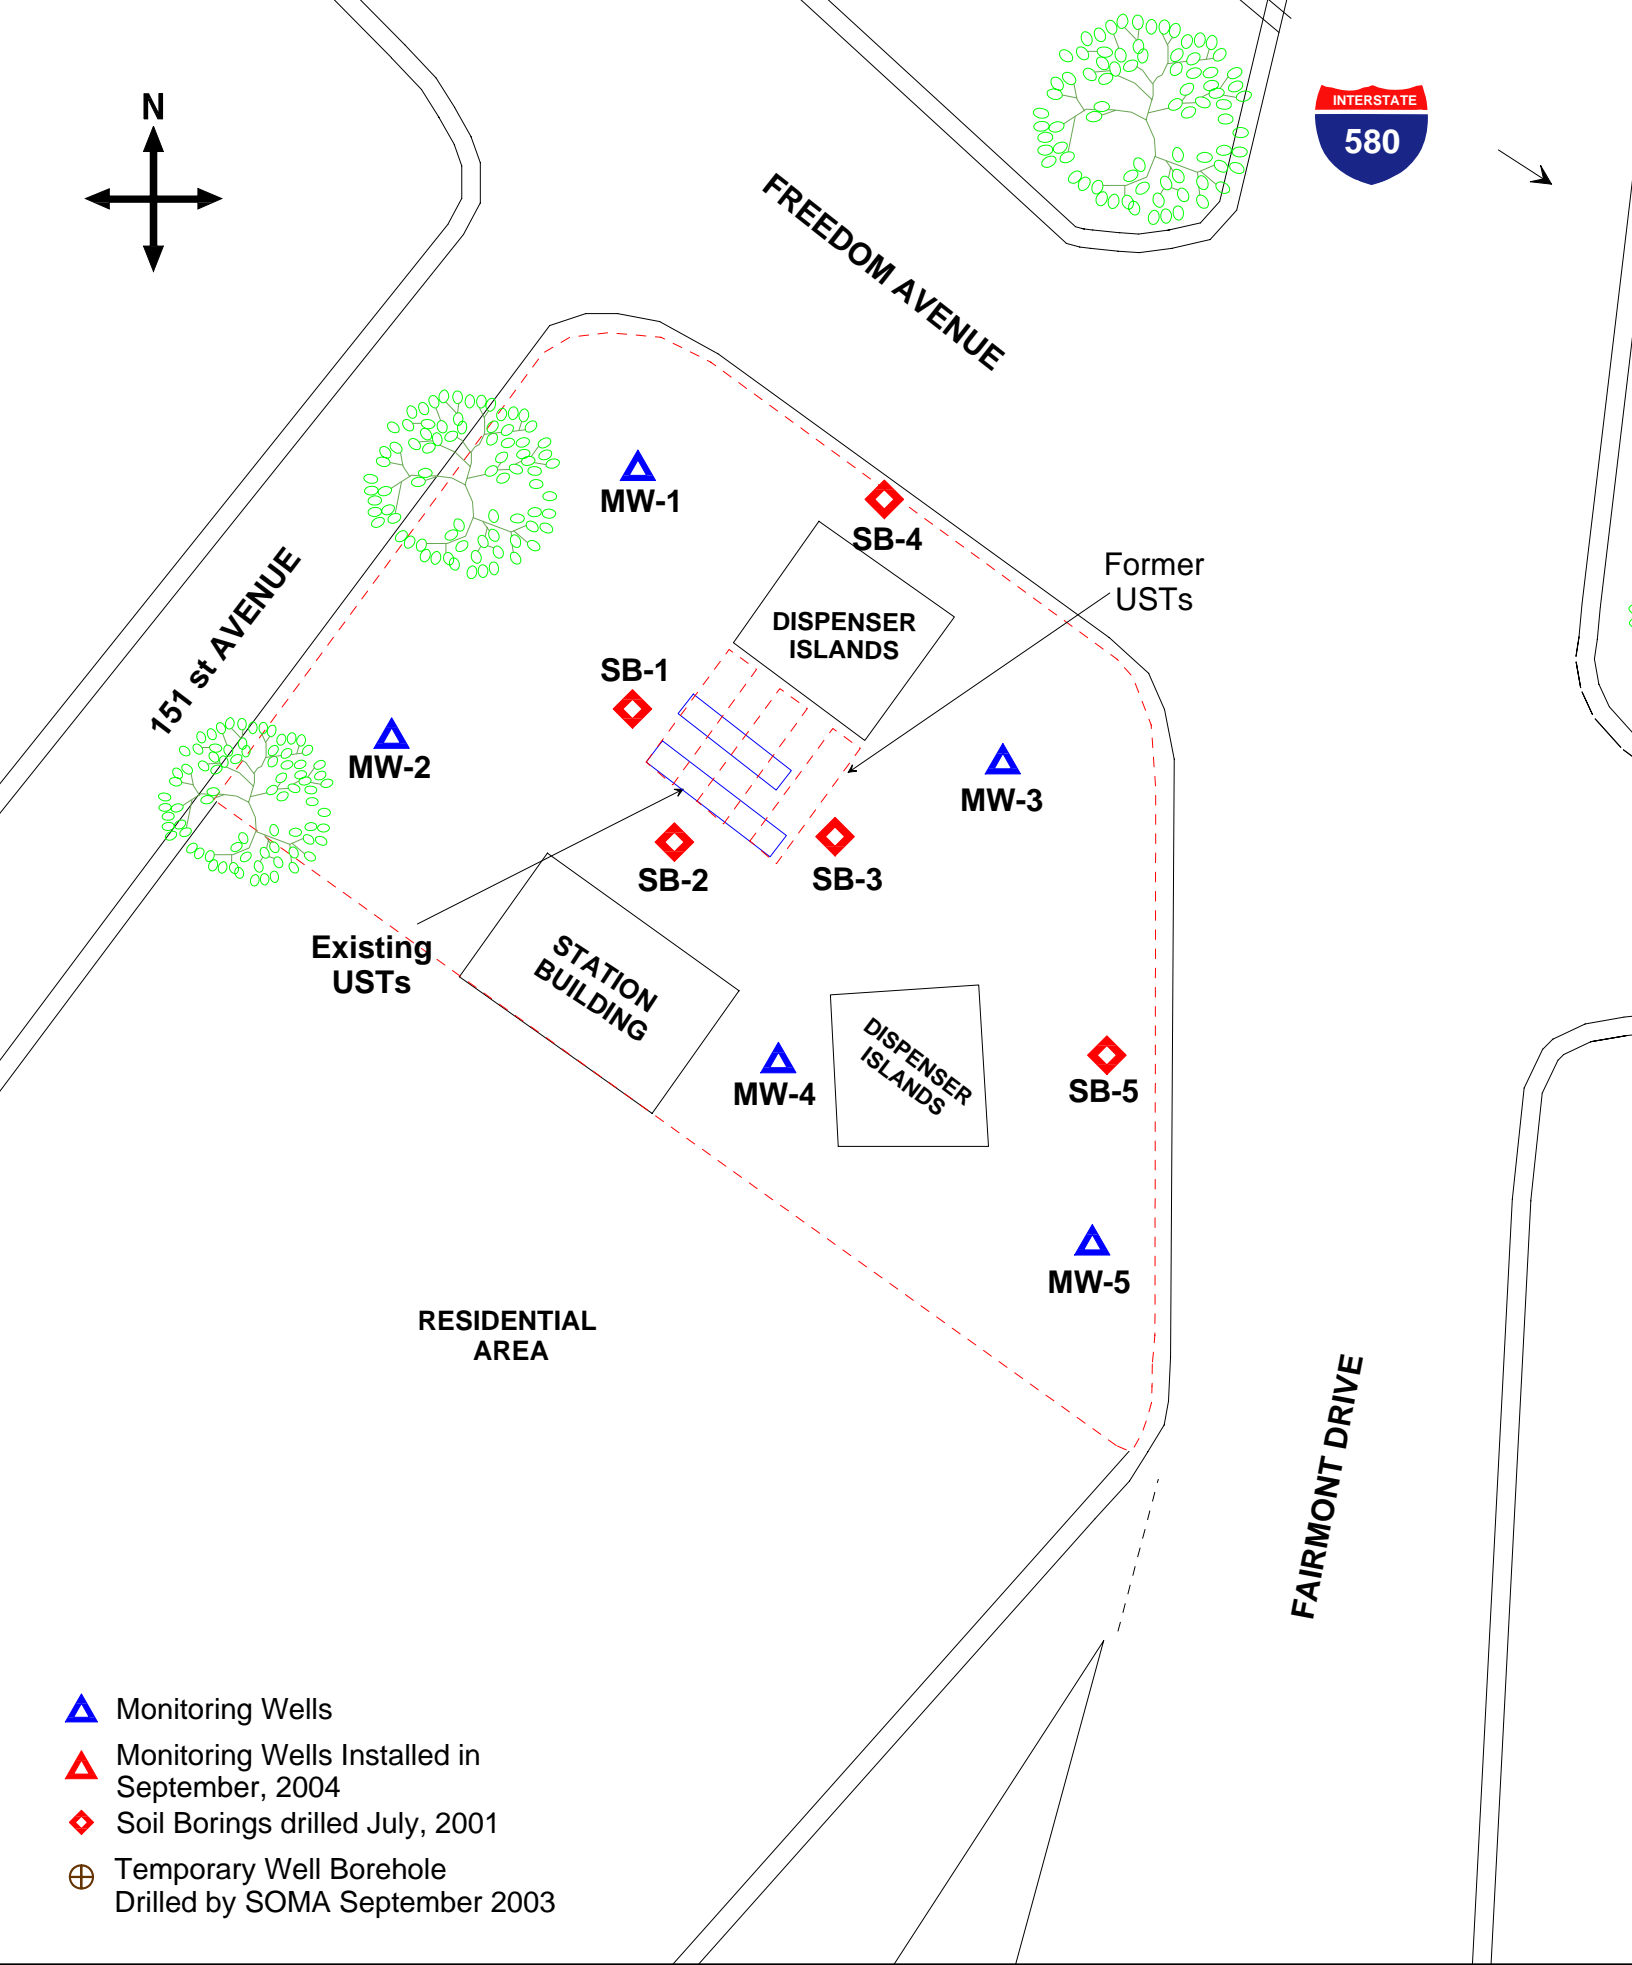 N
INTERSTATE
580
FREEDOM AVENUE
MW-1
SB-4
Former
USTs
DISPENSER
ISLANDS
151 st AVENUE
SB-1
MW-2
MW-3
SB-2
SB-3
Existing
USTs
STATION
BUILDING
DISPENSER
ISLANDS
MW-4
SB-5
MW-5
RESIDENTIAL
AREA
FAIRMONT DRIVE
Monitoring Wells
Monitoring Wells Installed in
September, 2004
Soil Borings drilled July, 2001
Temporary Well Borehole
Drilled by SOMA September 2003